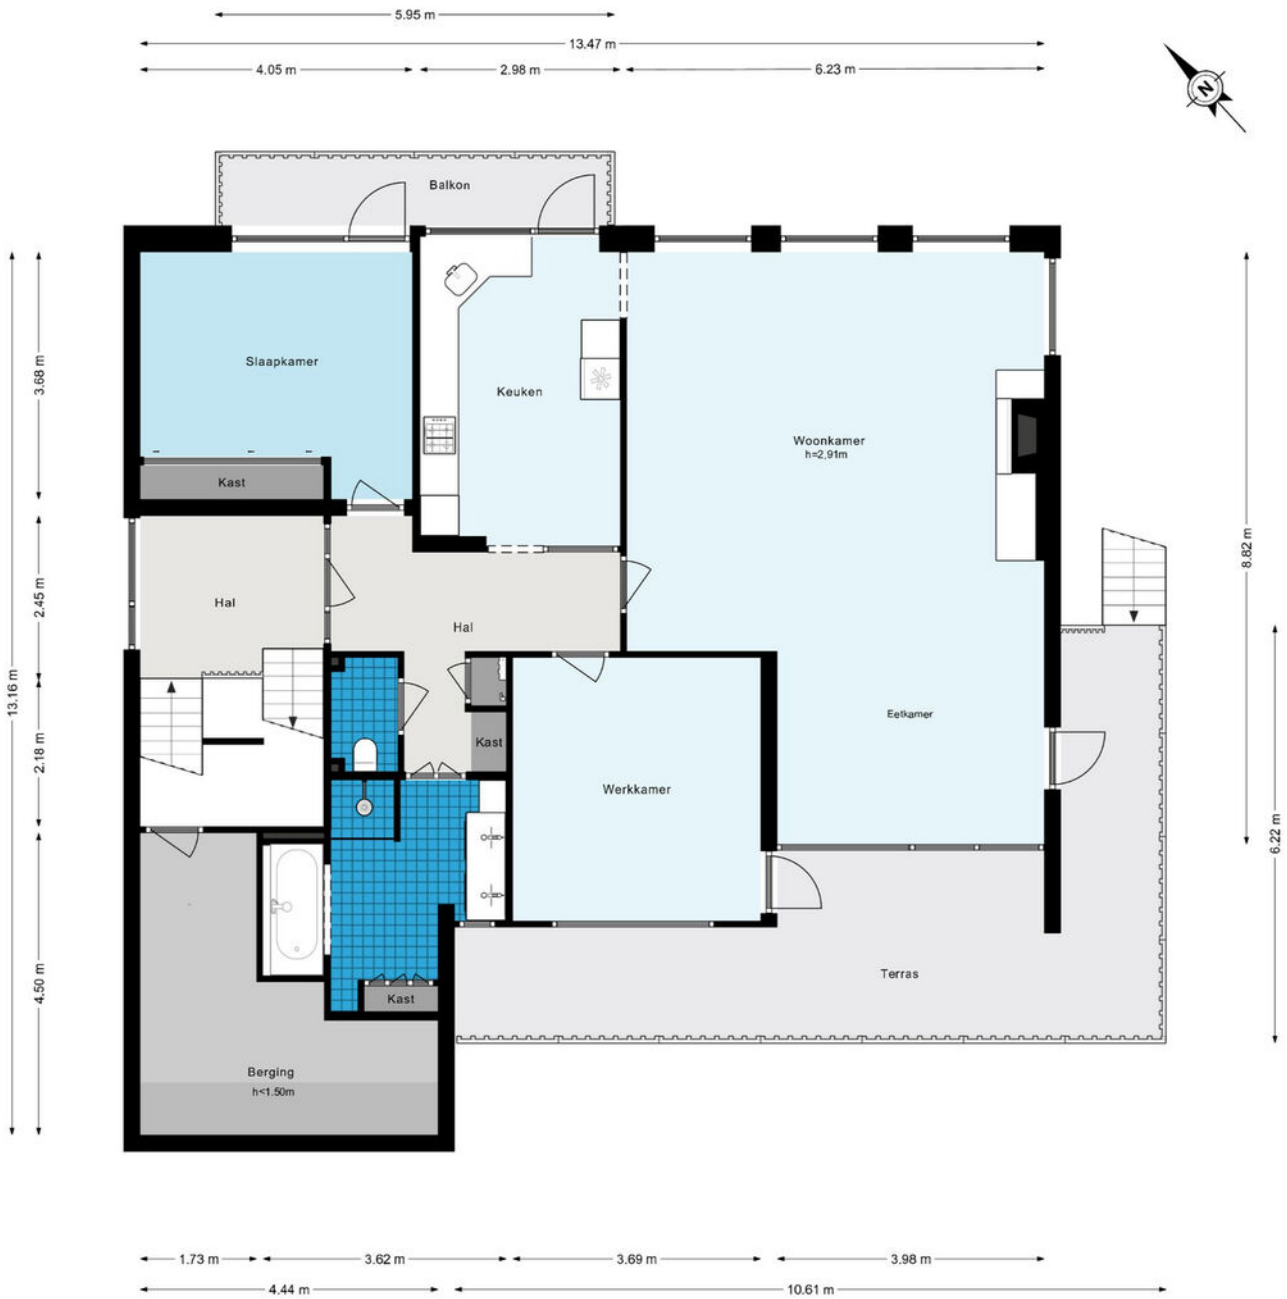 5.95 m
13.47 m
4.05 m
2.98 m
6.23 m
N
Balkon
Slaapkamer
Keuken
Woonkamer
h=2,91m
Kast
Hal
Hal
Eetkamer
Kast
Werkkamer
Terras
Kast
Berging
h<1.50m
13.16 m
3.68 m
2.45 m
2.18 m
4.50 m
8.82 m
6.22 m
1.73 m
3.62 m
3.69 m
3.98 m
4.44 m
10.61 m